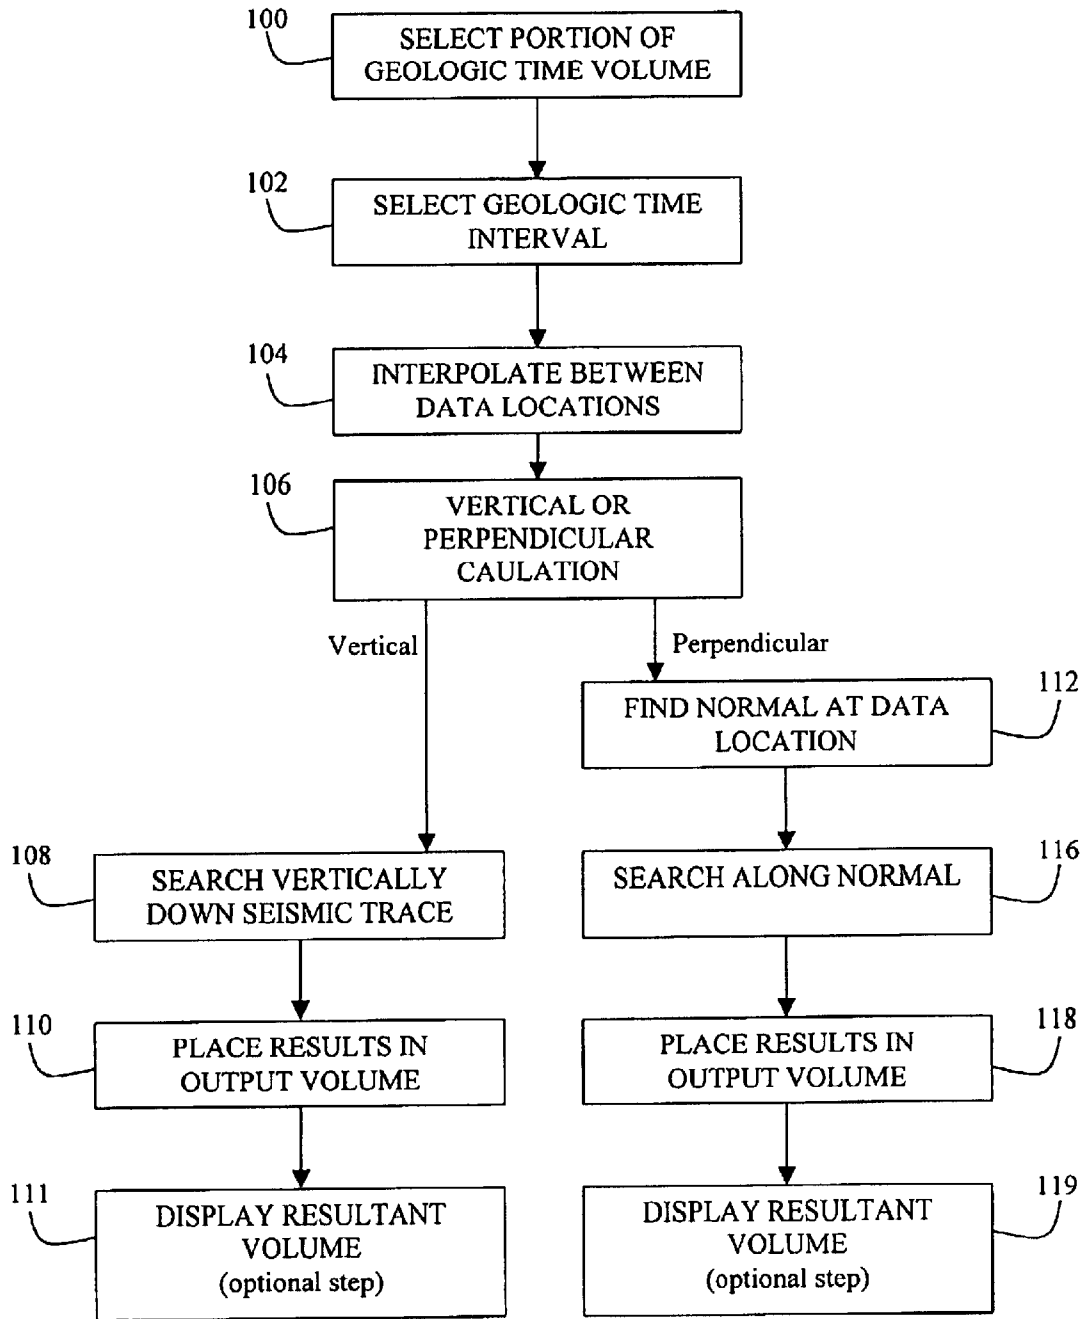 100
SELECT PORTION OF
GEOLOGIC TIME VOLUME
102
SELECT GEOLOGIC TIME
INTERVAL
104
INTERPOLATE BETWEEN
DATA LOCATIONS
106
VERTICAL OR
PERPENDICULAR
CAULATION
Vertical
Perpendicular
112
FIND NORMAL AT DATA
LOCATION
108
SEARCH VERTICALLY
DOWN SEISMIC TRACE
116
SEARCH ALONG NORMAL
110
PLACE RESULTS IN
OUTPUT VOLUME
118
PLACE RESULTS IN
OUTPUT VOLUME
111
DISPLAY RESULTANT
VOLUME
(optional step)
119
DISPLAY RESULTANT
VOLUME
(optional step)